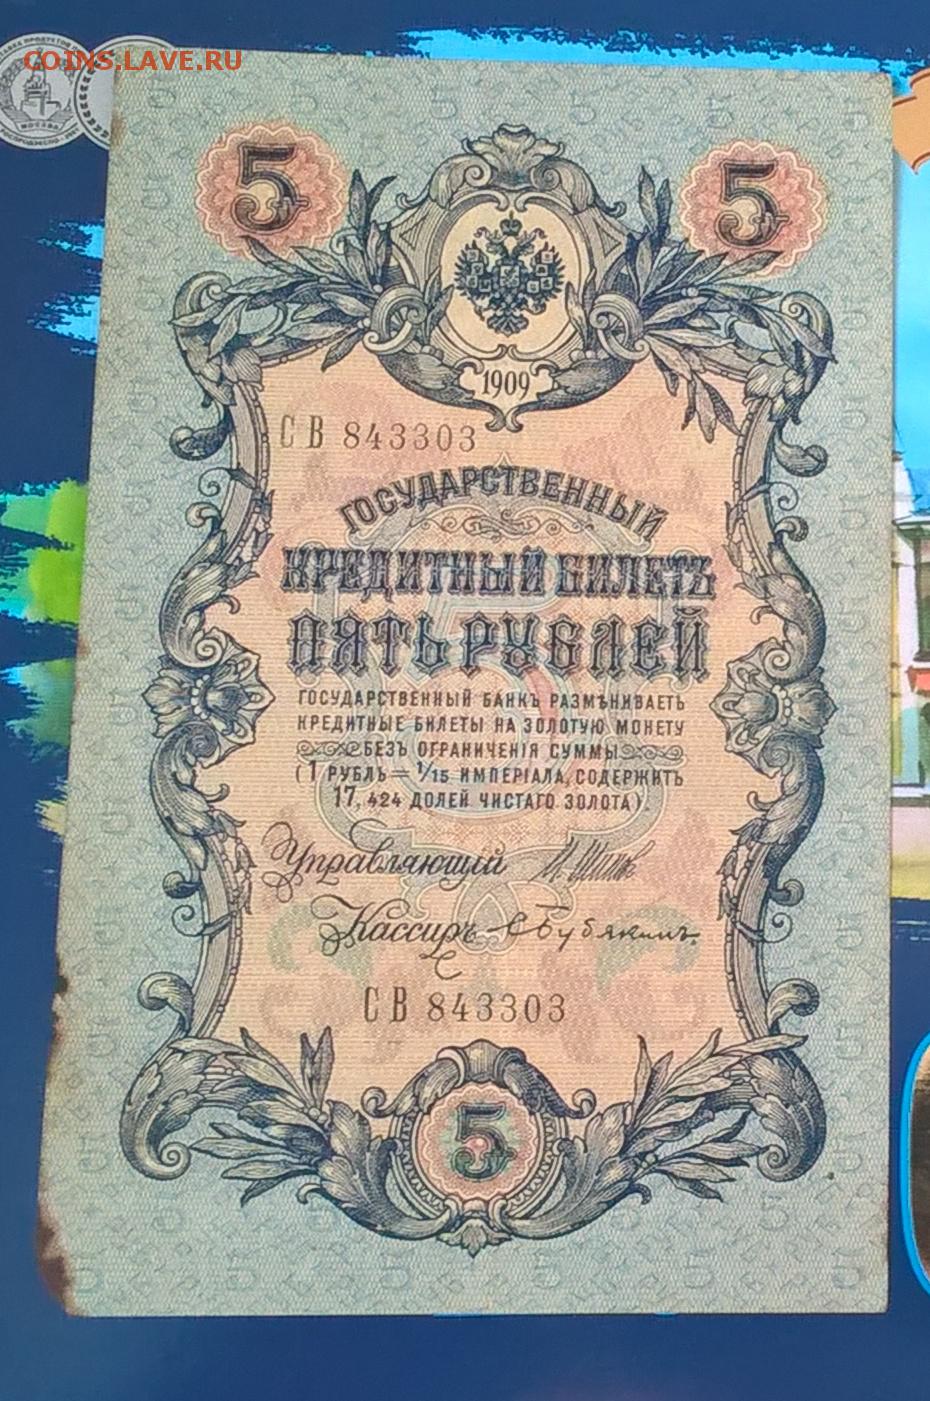 COINS.LAVE.RU
МОСКВА
5 5
1909
СВ 843303
ГОСУДАРСТВЕННЫЙ
КРЕДИТНЫЙ БИЛЕТЪ
ПЯТЬ РУБЛЕЙ
ГОСУДАРСТВЕННЫЙ БАНКЪ РАЗМѢНИВАЕТЪ
КРЕДИТНЫЕ БИЛЕТЫ НА ЗОЛОТУЮ МОНЕТУ
БЕЗЪ ОГРАНИЧЕНІЯ СУММЫ
(1 РУБЛЬ = 1/15 ИМПЕРІАЛА, СОДЕРЖИТЪ
17,424 ДОЛЕЙ ЧИСТАГО ЗОЛОТА).
Управляющій
Кассиръ
СВ 843303
5